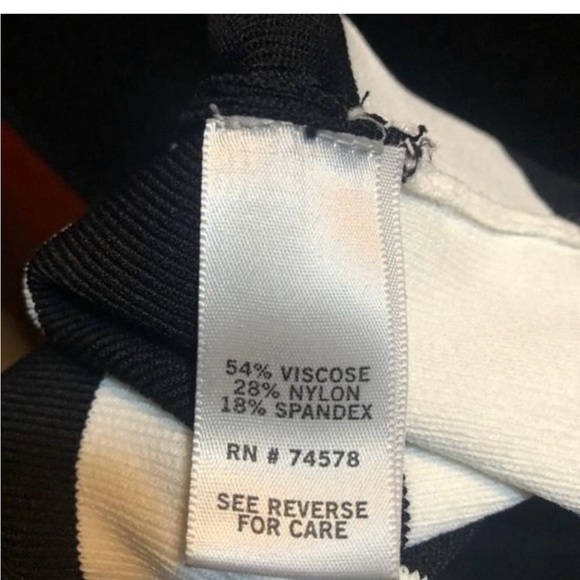 54% VISCOSE
28% NYLON
18% SPANDEX
RN # 74578
SEE REVERSE
FOR CARE